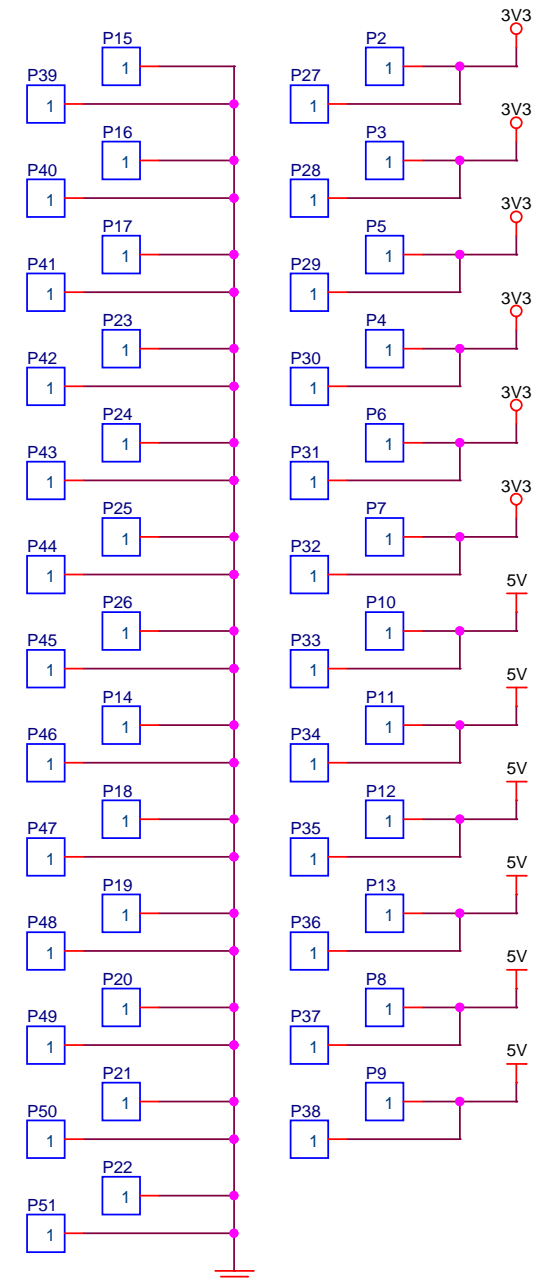 3V3
P15 P2
1 1
P39 P27
1 1
3V3
P16 P3
1 1
P40 P28
1 1
3V3
P17 P5
1 1
P41 P29
1 1
3V3
P23 P4
1 1
P42 P30
1 1
3V3
P24 P6
1 1
P43 P31
1 1
3V3
P25 P7
1 1
P44 P32
1 1
5V
P26 P10
1 1
P45 P33
1 1
5V
P14 P11
1 1
P46 P34
1 1
5V
P18 P12
1 1
P47 P35
1 1
5V
P19 P13
1 1
P48 P36
1 1
5V
P20 P8
1 1
P49 P37
1 1
5V
P21 P9
1 1
P50 P38
1 1
P22
1
P51
1